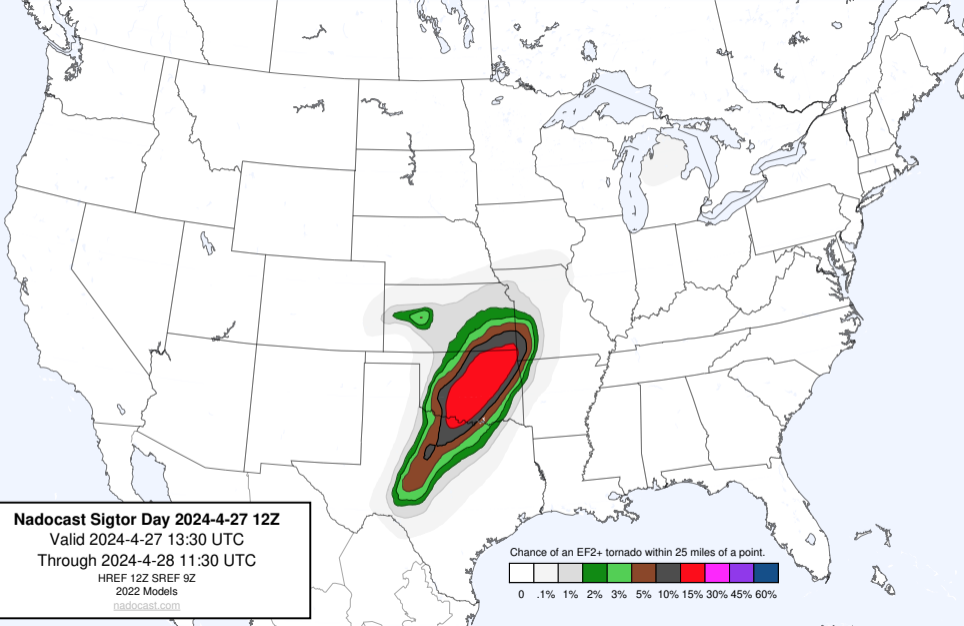 Nadocast Sigtor Day 2024-4-27 12Z
Valid 2024-4-27 13:30 UTC
Through 2024-4-28 11:30 UTC
HREF 12Z SREF 9Z
2022 Models
nadocast.com
Chance of an EF2+ tornado within 25 miles of a point.
0 .1% 1% 2% 3% 5% 10% 15% 30% 45% 60%